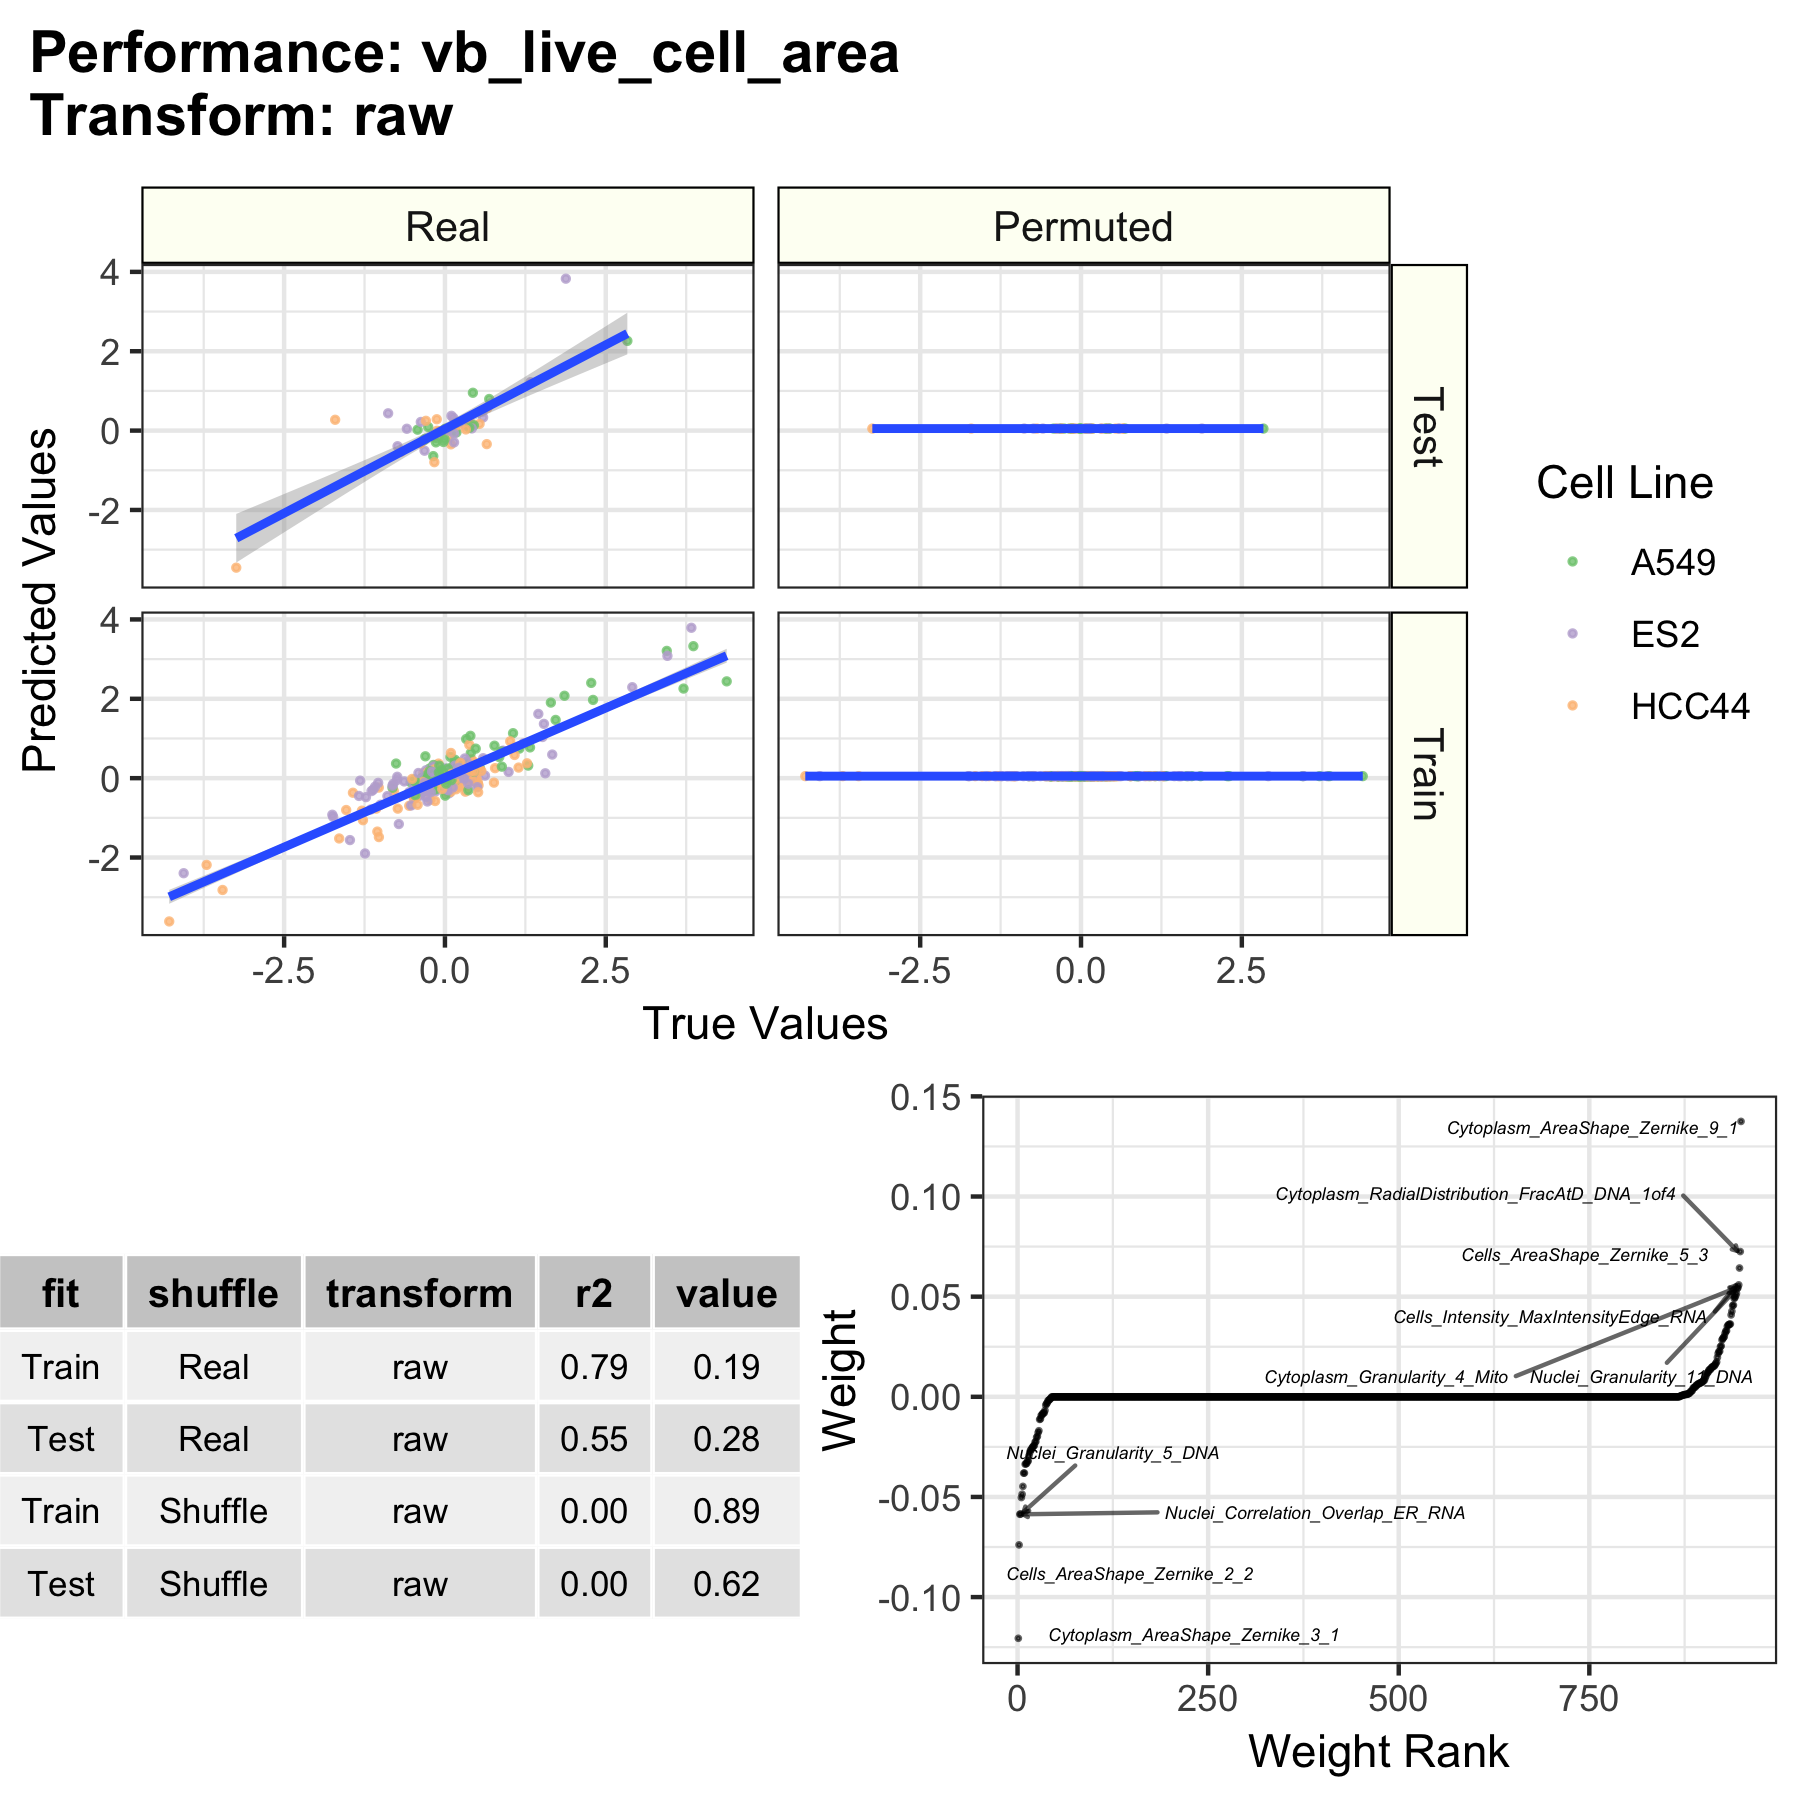 Performance: vb_live_cell_area
Transform: raw
Real
Permuted
4
2
0
-2
Test
4
2
0
-2
Train
Predicted Values
-2.5
0.0
2.5
-2.5
0.0
2.5
True Values
Cell Line
A549
ES2
HCC44
fit shuffle transform r2 value
Train Real raw 0.79 0.19
Test Real raw 0.55 0.28
Train Shuffle raw 0.00 0.89
Test Shuffle raw 0.00 0.62
Weight
0.15
0.10
0.05
0.00
-0.05
-0.10
Cytoplasm_AreaShape_Zernike_9_1
Cytoplasm_RadialDistribution_FracAtD_DNA_1of4
Cells_AreaShape_Zernike_5_3
Cells_Intensity_MaxIntensityEdge_RNA
Cytoplasm_Granularity_4_Mito
Nuclei_Granularity_11_DNA
Nuclei_Granularity_5_DNA
Nuclei_Correlation_Overlap_ER_RNA
Cells_AreaShape_Zernike_2_2
Cytoplasm_AreaShape_Zernike_3_1
0
250
500
750
Weight Rank